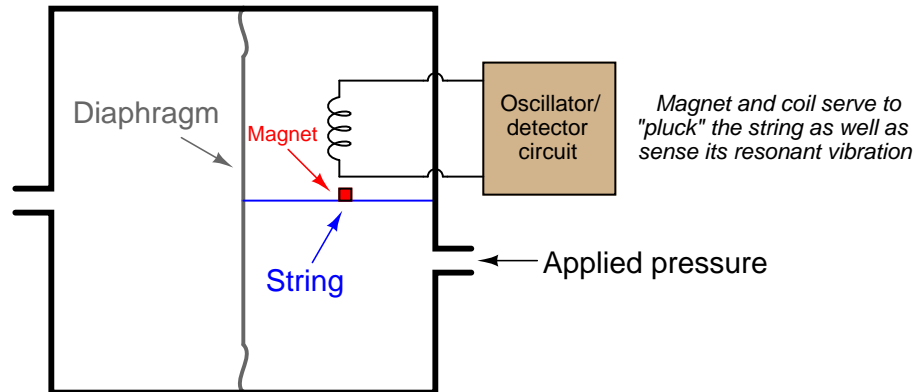 Diaphragm
Magnet
String
Oscillator/
detector
circuit
Magnet and coil serve to
"pluck" the string as well as
sense its resonant vibration
Applied pressure